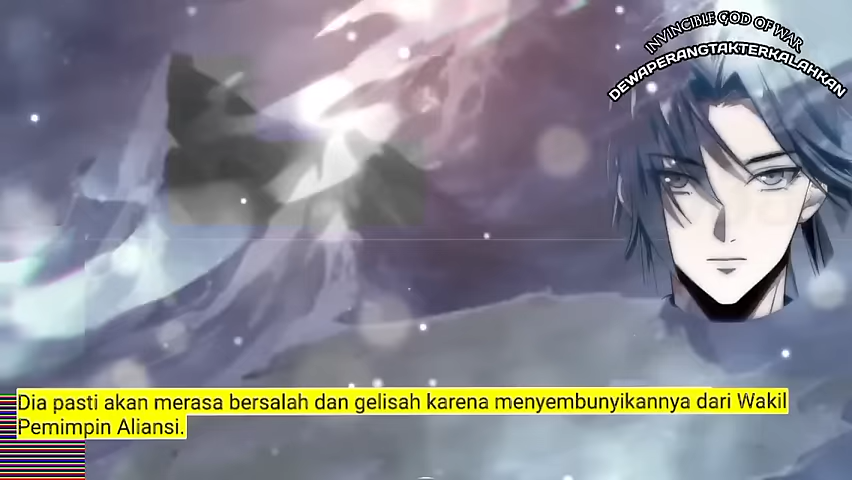 INVINCIBLE GOD OF WAR
DEWAPERANGTAKTERKALAHKAN
Dia pasti akan merasa bersalah dan gelisah karena menyembunyikannya dari Wakil
Pemimpin Aliansi.